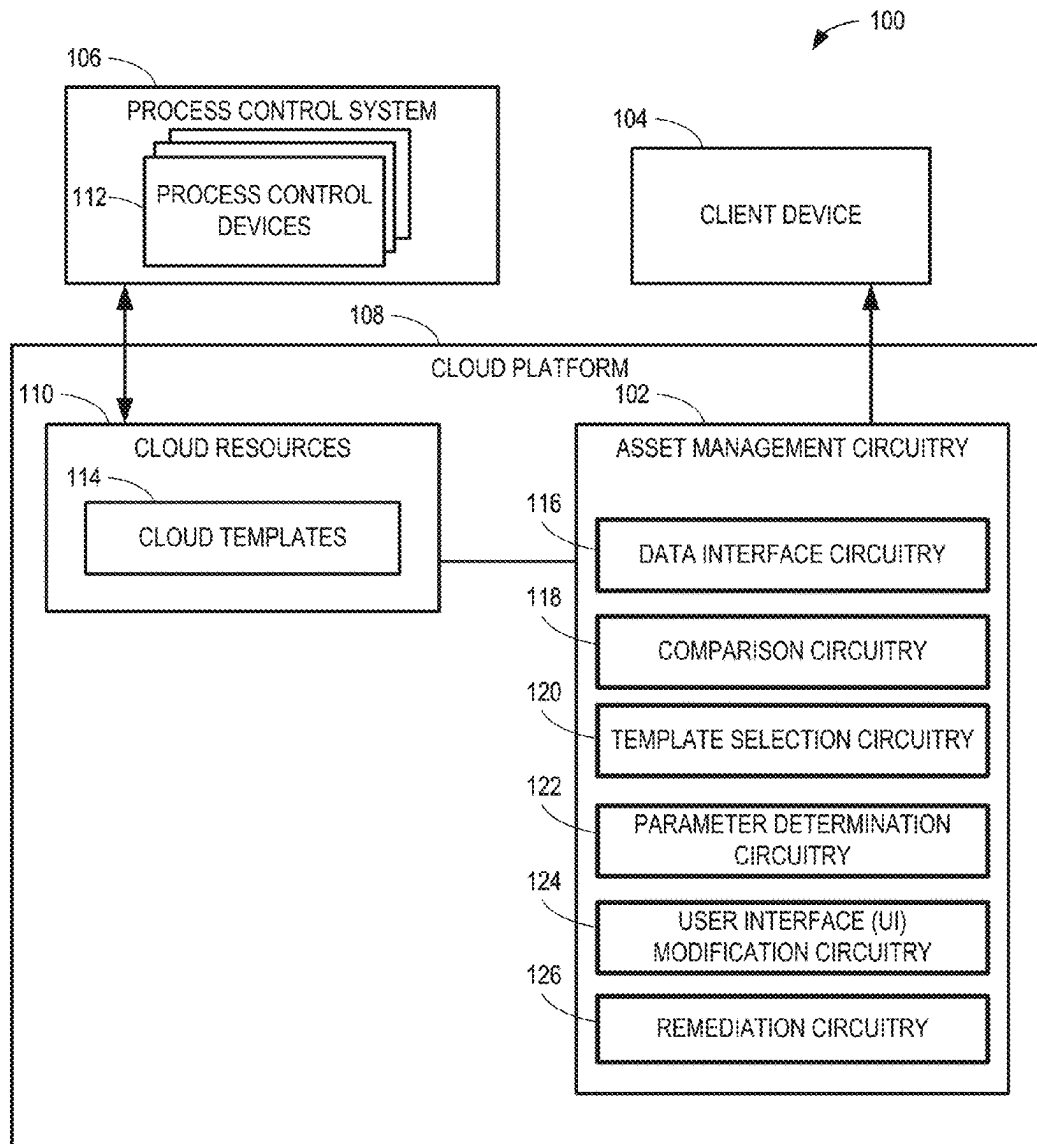 100
106
PROCESS CONTROL SYSTEM
112
PROCESS CONTROL
DEVICES
104
CLIENT DEVICE
108
CLOUD PLATFORM
110
CLOUD RESOURCES
114
CLOUD TEMPLATES
102
ASSET MANAGEMENT CIRCUITRY
116
DATA INTERFACE CIRCUITRY
118
COMPARISON CIRCUITRY
120
TEMPLATE SELECTION CIRCUITRY
122
PARAMETER DETERMINATION
CIRCUITRY
124
USER INTERFACE (UI)
MODIFICATION CIRCUITRY
126
REMEDIATION CIRCUITRY